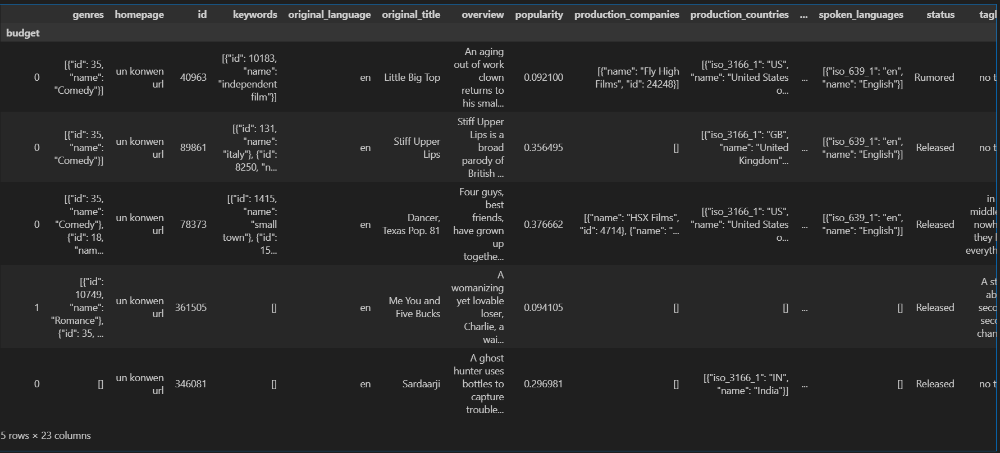 genres homepage id keywords original_language original_title overview popularity production_companies production_countries ... spoken_languages status tagl
budget
0
[{"id": 35,
"name":
"Comedy"}]
un konwen
url
40963
[{"id": 10183,
"name":
"independent
film"}]
en
Little Big Top
An aging
out of work
clown
returns to
his smal...
0.092100
[{"name": "Fly High
Films", "id": 24248}]
[{"iso_3166_1": "US",
"name": "United States
o...
...
[{"iso_639_1": "en",
"name": "English"}]
Rumored
no t
0
[{"id": 35,
"name":
"Comedy"}]
un konwen
url
89861
[{"id": 131,
"name":
"italy"}, {"id":
8250, "n...
en
Stiff Upper
Lips
Stiff Upper
Lips is a
broad
parody of
British ...
0.356495
[]
[{"iso_3166_1": "GB",
"name": "United
Kingdom"...
...
[{"iso_639_1": "en",
"name": "English"}]
Released
no t
0
[{"id": 35,
"name":
"Comedy"},
{"id": 18,
"nam...
un konwen
url
78373
[{"id": 1415,
"name":
"small
town"}, {"id":
15...
en
Dancer,
Texas Pop. 81
Four guys,
best
friends,
have grown
up
togethe...
0.376662
[{"name": "HSX Films",
"id": 4714}, {"name": "...
[{"iso_3166_1": "US",
"name": "United States
o...
...
[{"iso_639_1": "en",
"name": "English"}]
Released
in
middle
nowh
they
everyth
1
[{"id":
10749,
"name":
"Romance"},
{"id": 35, ...
un konwen
url
361505
[]
en
Me You and
Five Bucks
A
womanizing
yet lovable
loser,
Charlie, a
wai...
0.094105
[]
[]
...
[]
Released
A st
ab
seco
seco
chan
0
[]
un konwen
url
346081
[]
en
Sardaarji
A ghost
hunter uses
bottles to
capture
trouble...
0.296981
[]
[{"iso_3166_1": "IN",
"name": "India"}]
...
[]
Released
no t
5 rows × 23 columns